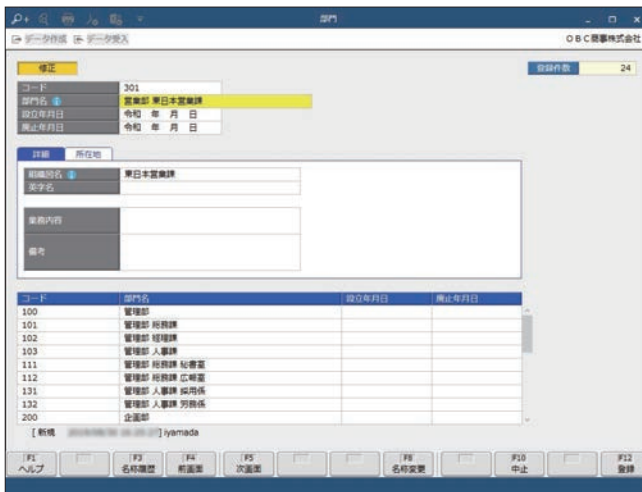 部門
データ作成 データ受入 OBC商事株式会社
修正 登録件数 24
コード 301
部門名 営業部 東日本営業課
設立年月日 令和 年 月 日
廃止年月日 令和 年 月 日
詳細 所在地
組織図名 東日本営業課
英字名
業務内容
備考
コード 部門名 設立年月日 廃止年月日
100 管理部
101 管理部 総務課
102 管理部 経理課
103 管理部 人事課
111 管理部 総務課 秘書室
112 管理部 総務課 広報室
131 管理部 人事課 採用係
132 管理部 人事課 労務係
200 企画部
[ 新規 ] iyamada
F1 F3 F4 F5 F8 F10 F12
ヘルプ 名称履歴 前画面 次画面 名称変更 中止 登録